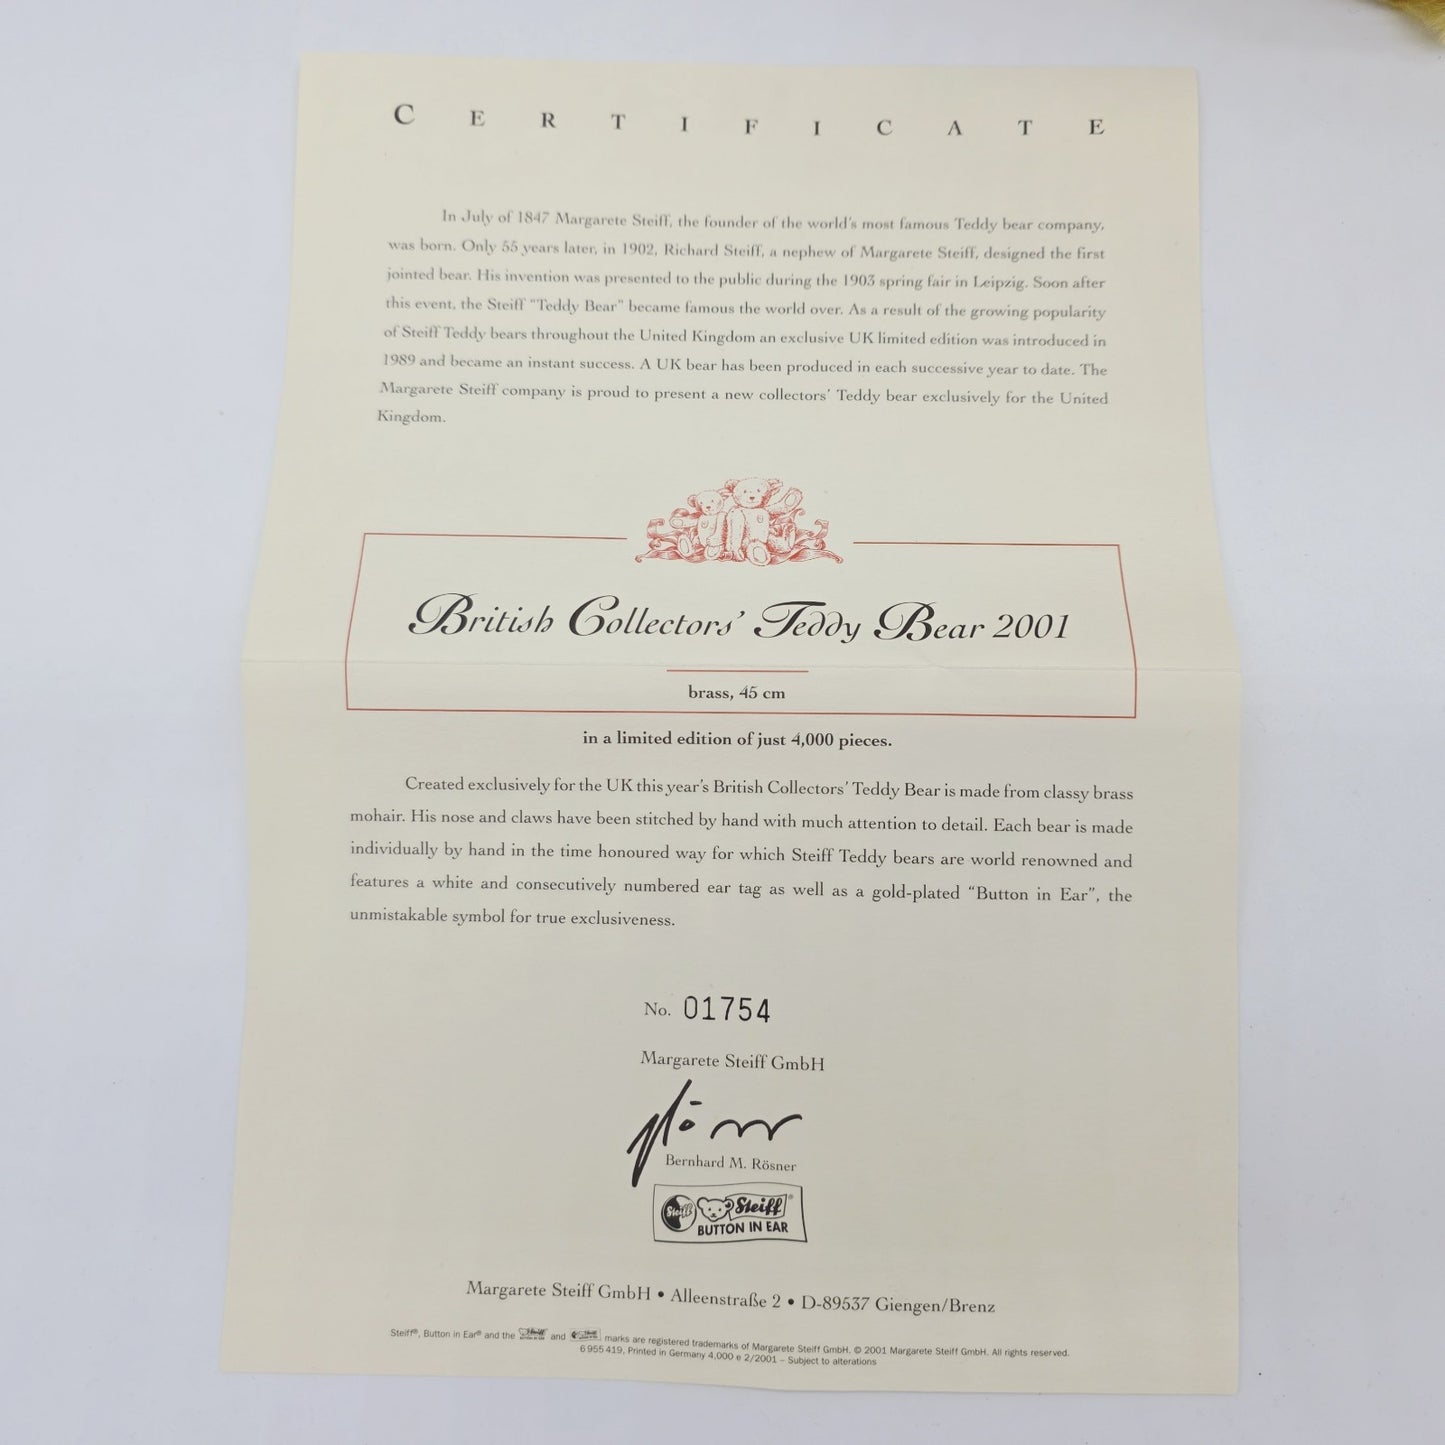 CERTIFICATE
In July of 1847 Margarete Steiff, the founder of the world's most famous Teddy bear company,
was born. Only 55 years later, in 1902, Richard Steiff, a nephew of Margarete Steiff, designed the first
jointed bear. His invention was presented to the public during the 1903 spring fair in Leipzig. Soon after
this event, the Steiff "Teddy Bear" became famous the world over. As a result of the growing popularity
of Steiff Teddy bears throughout the United Kingdom an exclusive UK limited edition was introduced in
1989 and became an instant success. A UK bear has been produced in each successive year to date. The
Margarete Steiff company is proud to present a new collectors' Teddy bear exclusively for the United
Kingdom.
British Collectors' Teddy Bear 2001
brass, 45 cm
in a limited edition of just 4,000 pieces.
Created exclusively for the UK this year's British Collectors' Teddy Bear is made from classy brass
mohair. His nose and claws have been stitched by hand with much attention to detail. Each bear is made
individually by hand in the time honoured way for which Steiff Teddy bears are world renowned and
features a white and consecutively numbered ear tag as well as a gold-plated "Button in Ear", the
unmistakable symbol for true exclusiveness.
No. 01754
Margarete Steiff GmbH
Bernhard M. Rösner
Steiff Steiff®
BUTTON IN EAR
Margarete Steiff GmbH • Alleenstraße 2 • D-89537 Giengen/Brenz
Steiff®, Button in Ear® and the and marks are registered trademarks of Margarete Steiff GmbH. © 2001 Margarete Steiff GmbH. All rights reserved.
6 955 419, Printed in Germany 4.000 e 2/2001 – Subject to alterations